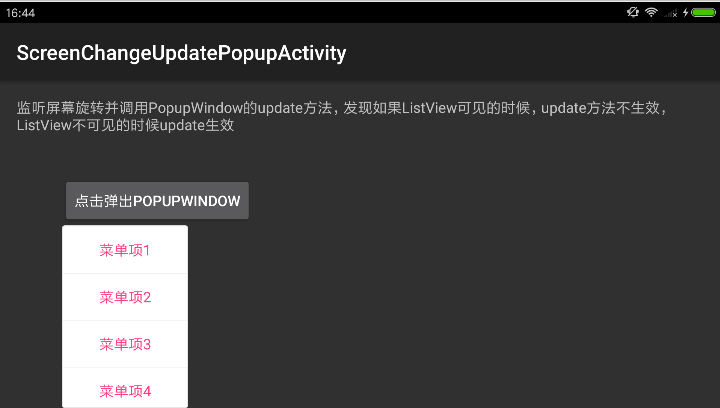 16:44
ScreenChangeUpdatePopupActivity
监听屏幕旋转并调用PopupWindow的update方法, 发现如果ListView可见的时候, update方法不生效,
ListView不可见的时候update生效
点击弹出POPUPWINDOW
菜单项1
菜单项2
菜单项3
菜单项4